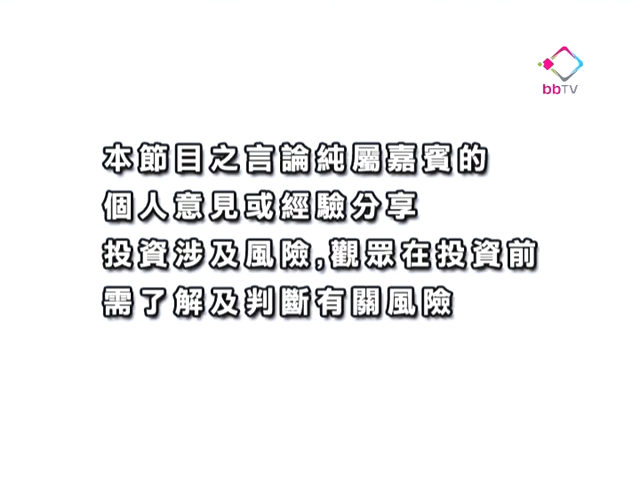 bbTV
本節目之言論純屬嘉賓的
個人意見或經驗分享
投資涉及風險,觀眾在投資前
需了解及判斷有關風險